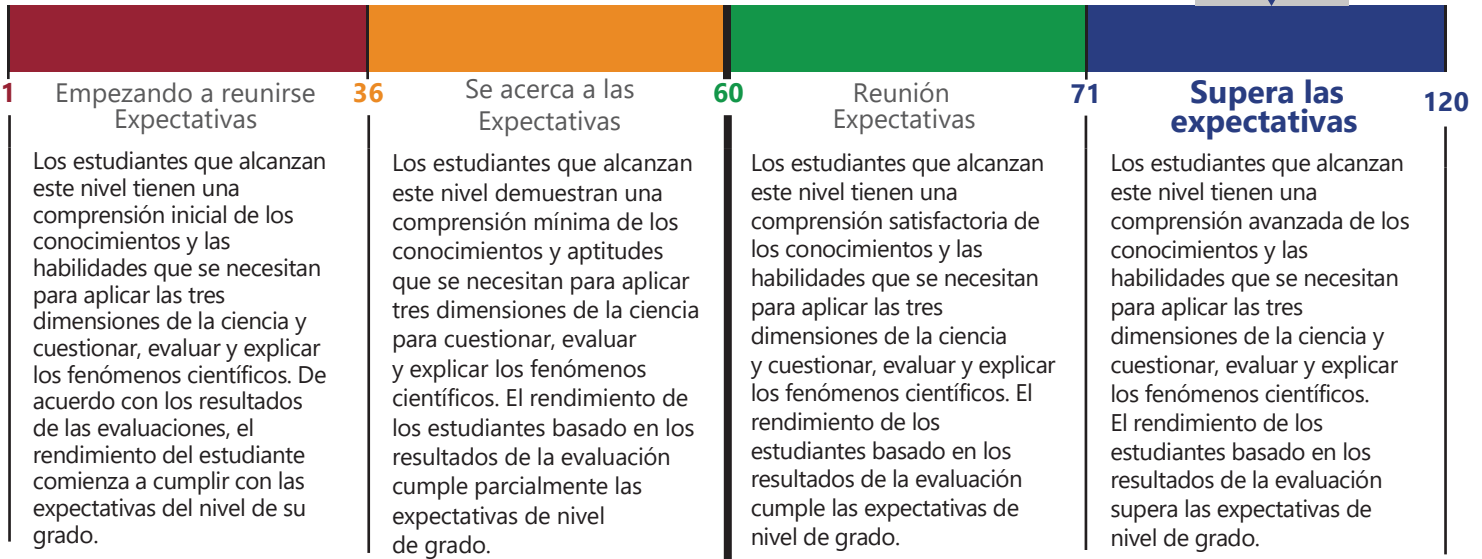 1
Empezando a reunirse
Expectativas
36
Se acerca a las
Expectativas
60
Reunión
Expectativas
71
Supera las
expectativas
120
Los estudiantes que alcanzan
este nivel tienen una
comprensión inicial de los
conocimientos y las
habilidades que se necesitan
para aplicar las tres
dimensiones de la ciencia y
cuestionar, evaluar y explicar
los fenómenos científicos. De
acuerdo con los resultados
de las evaluaciones, el
rendimiento del estudiante
comienza a cumplir con las
expectativas del nivel de su
grado.
Los estudiantes que alcanzan
este nivel demuestran una
comprensión mínima de los
conocimientos y aptitudes
que se necesitan para aplicar
tres dimensiones de la ciencia
para cuestionar, evaluar
y explicar los fenómenos
científicos. El rendimiento de
los estudiantes basado en los
resultados de la evaluación
cumple parcialmente las
expectativas de nivel
de grado.
Los estudiantes que alcanzan
este nivel tienen una
comprensión satisfactoria de
los conocimientos y las
habilidades que se necesitan
para aplicar las tres
dimensiones de la ciencia
y cuestionar, evaluar y explicar
los fenómenos científicos. El
rendimiento de los
estudiantes basado en los
resultados de la evaluación
cumple las expectativas de
nivel de grado.
Los estudiantes que alcanzan
este nivel tienen una
comprensión avanzada de los
conocimientos y las
habilidades que se necesitan
para aplicar las tres
dimensiones de la ciencia y
cuestionar, evaluar y explicar
los fenómenos científicos.
El rendimiento de los
estudiantes basado en los
resultados de la evaluación
supera las expectativas de
nivel de grado.